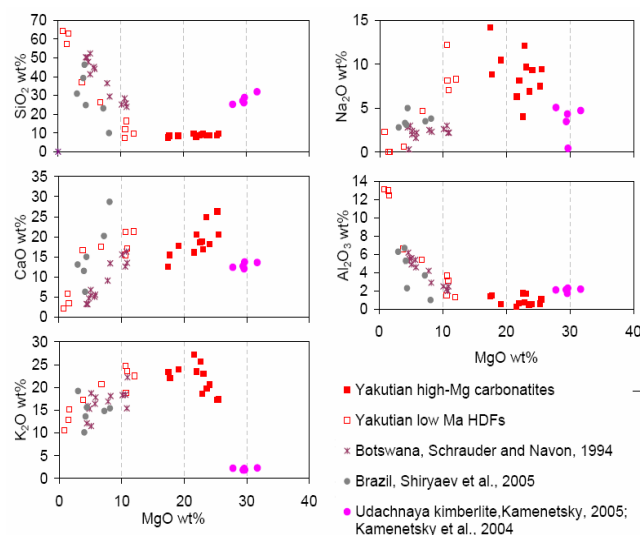 SiO2 wt%
70
60
50
40
30
20
10
0
Na2O wt%
15
10
5
0
CaO wt%
35
30
25
20
15
10
5
0
Al2O3 wt%
14
12
10
8
6
4
2
0
0 10 20 30 40
MgO wt%
K2O wt%
30
25
20
15
10
5
0
0 10 20 30 40
MgO wt%
Yakutian high-Mg carbonatites
Yakutian low Ma HDFs
Botswana, Schrauder and Navon, 1994
Brazil, Shiryaev et al., 2005
Udachnaya kimberlite,Kamenetsky, 2005;
Kamenetsky et al., 2004